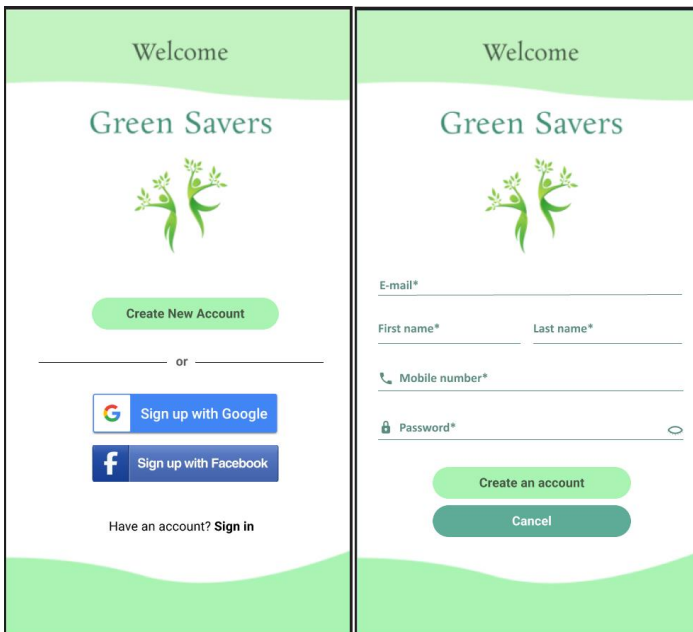 Welcome
Green Savers
Create New Account
or
G Sign up with Google
f Sign up with Facebook
Have an account? Sign in
Welcome
Green Savers
E-mail*
First name* Last name*
Mobile number*
Password*
Create an account
Cancel